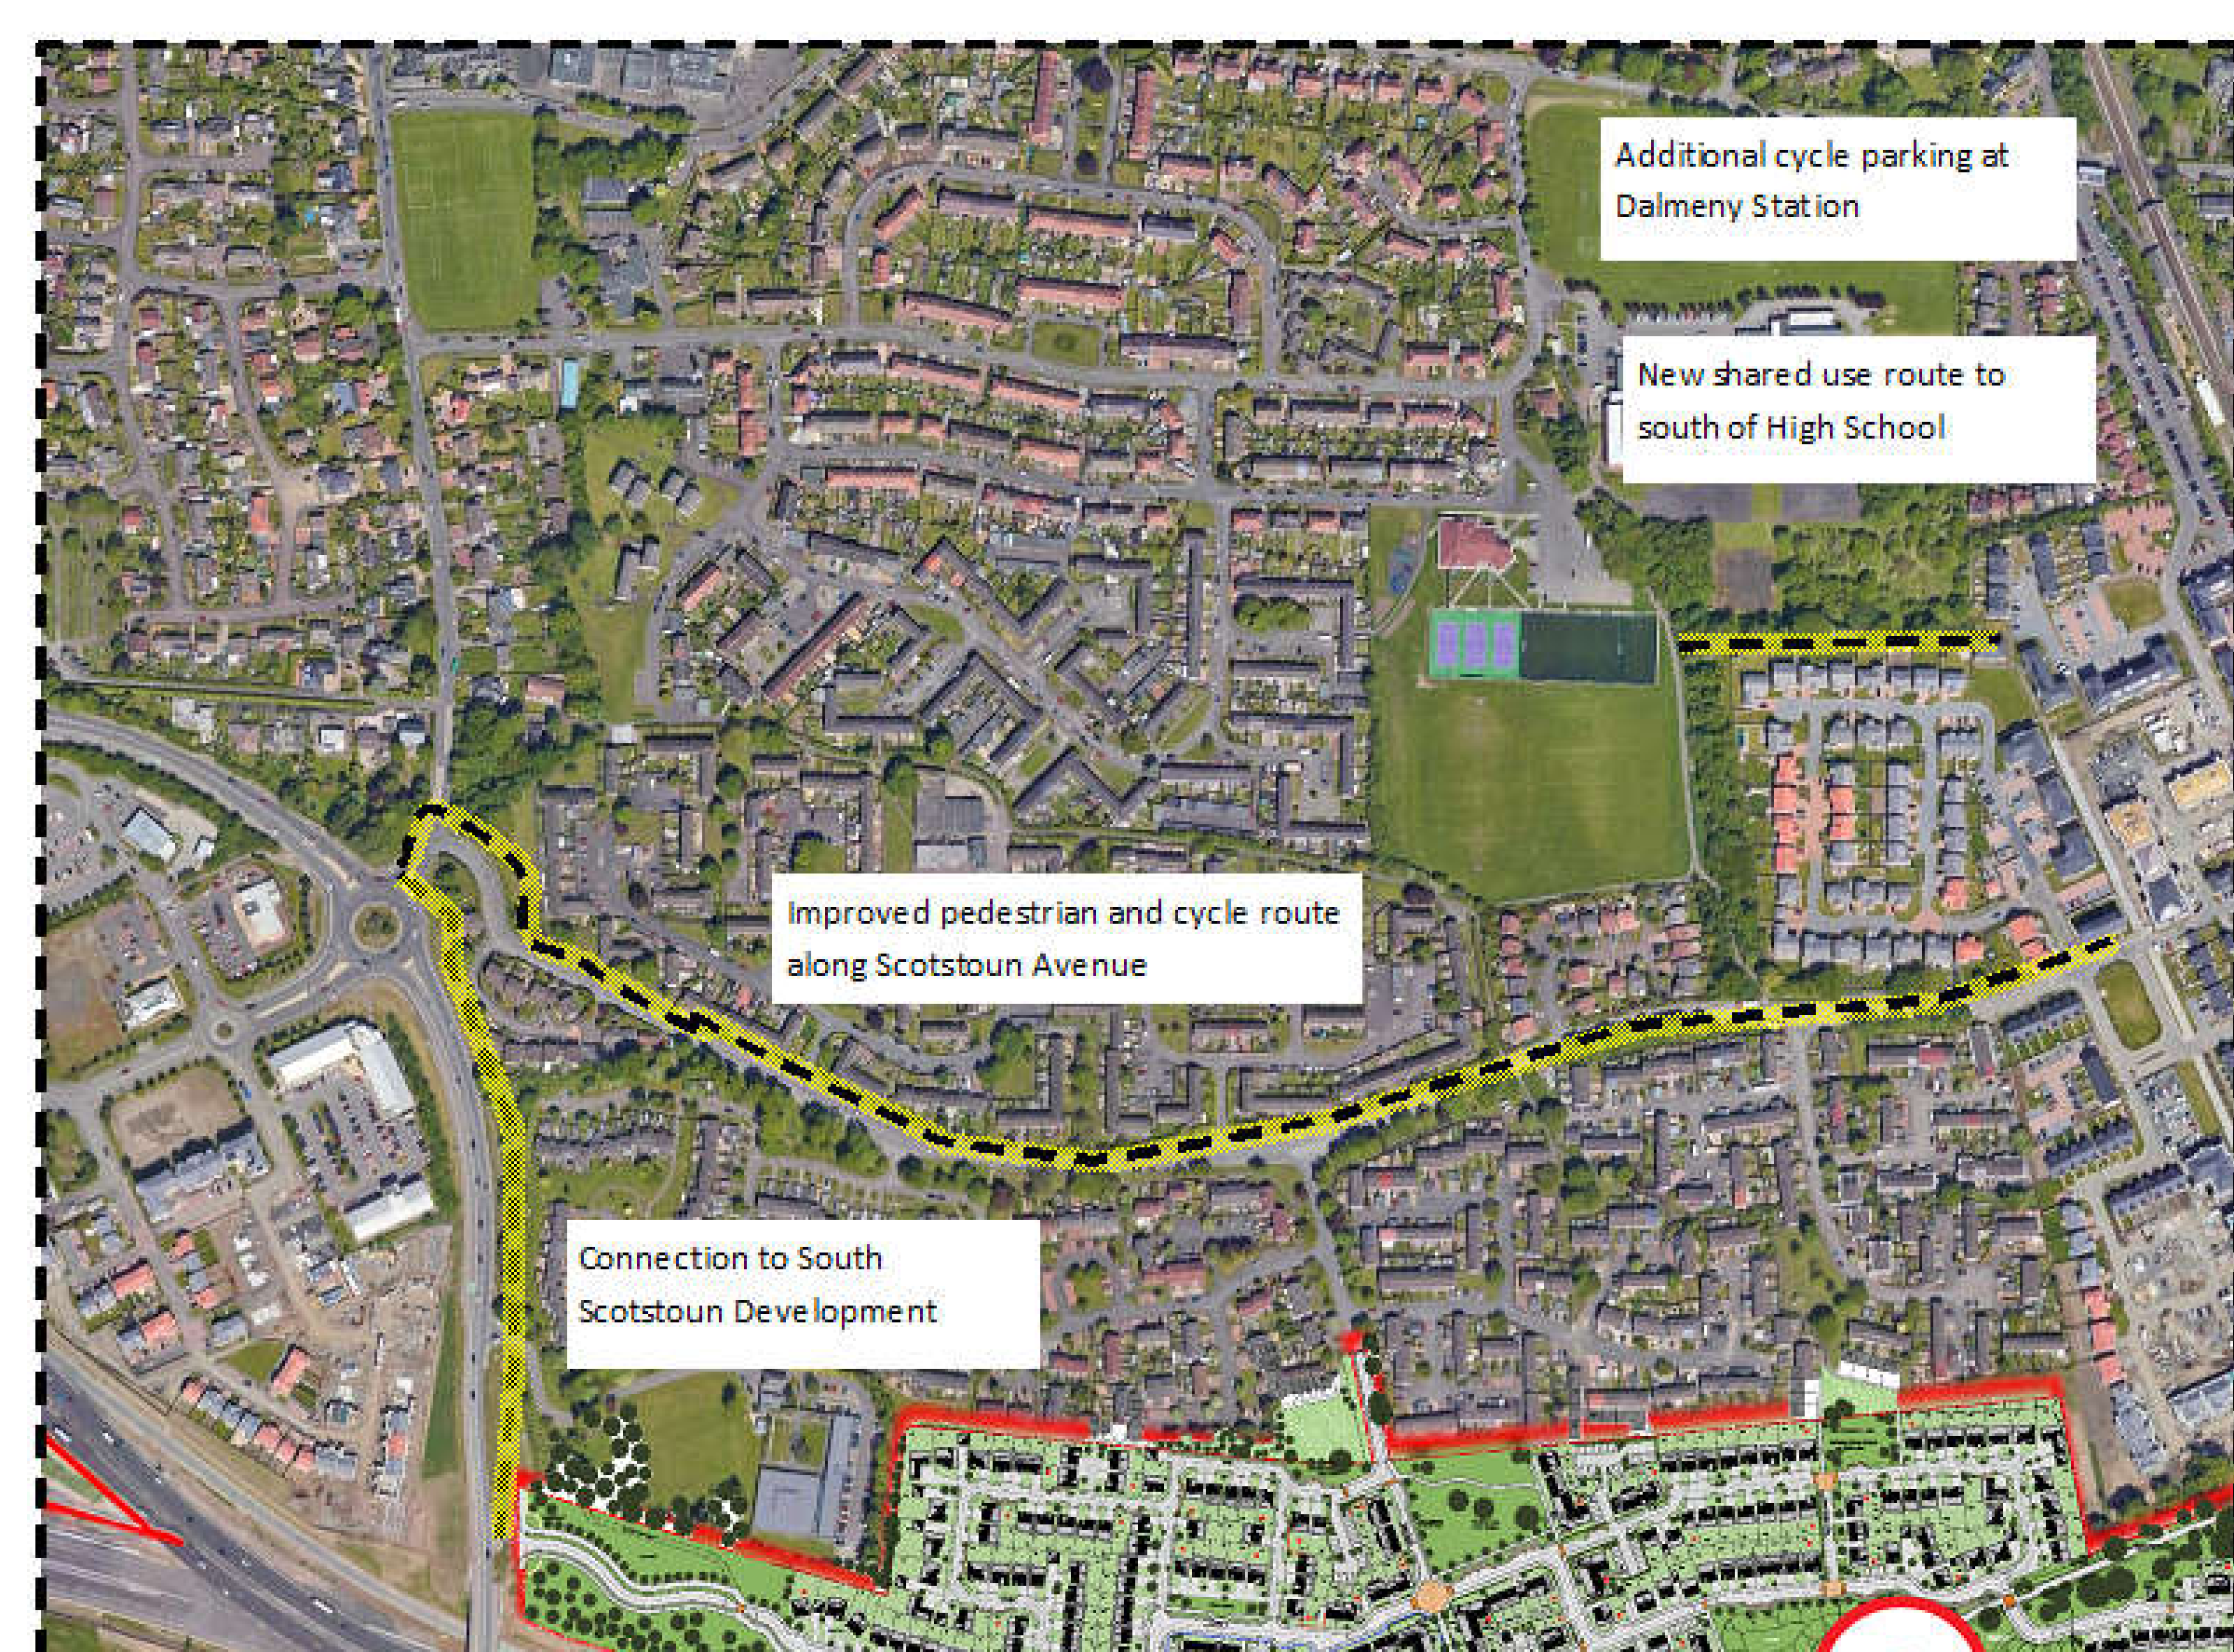 Additional cycle parking at
Dalmeny Station
New shared use route to
south of High School
Improved pedestrian and cycle route
along Scotstoun Avenue
Connection to South
Scotstoun Development